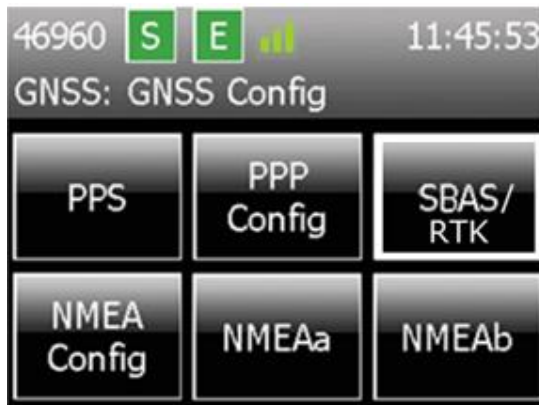 46960 S E 11:45:53
GNSS: GNSS Config
PPS
PPP
Config
SBAS/
RTK
NMEA
Config
NMEAa
NMEAb